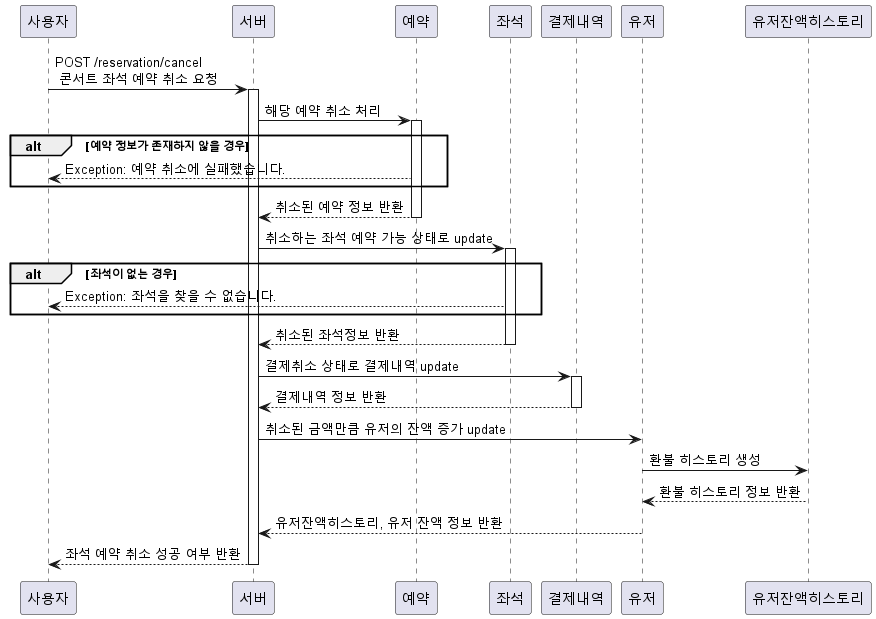 사용자
서버
예약
좌석
결제내역
유저
유저잔액히스토리
POST /reservation/cancel
콘서트 좌석 예약 취소 요청
해당 예약 취소 처리
alt
[예약 정보가 존재하지 않을 경우]
Exception: 예약 취소에 실패했습니다.
취소된 예약 정보 반환
취소하는 좌석 예약 가능 상태로 update
alt
[좌석이 없는 경우]
Exception: 좌석을 찾을 수 없습니다.
취소된 좌석정보 반환
결제취소 상태로 결제내역 update
결제내역 정보 반환
취소된 금액만큼 유저의 잔액 증가 update
환불 히스토리 생성
환불 히스토리 정보 반환
유저잔액히스토리, 유저 잔액 정보 반환
좌석 예약 취소 성공 여부 반환
사용자
서버
예약
좌석
결제내역
유저
유저잔액히스토리